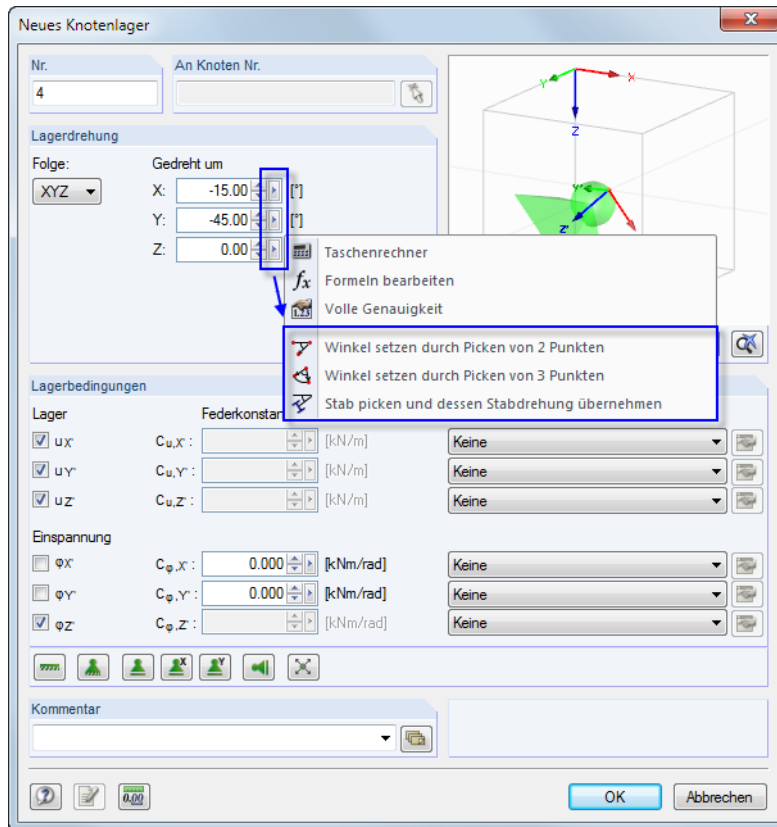 Neues Knotenlager
Nr.
An Knoten Nr.
4
Lagerdrehung
Folge:
Gedreht um
XYZ
X: -15.00 [°]
Y: -45.00 [°]
Z: 0.00
Y X
Z
Y'
Z'
Taschenrechner
Formeln bearbeiten
Volle Genauigkeit
Winkel setzen durch Picken von 2 Punkten
Winkel setzen durch Picken von 3 Punkten
Stab picken und dessen Stabdrehung übernehmen
Lagerbedingungen
Lager
uX' Cu,X' : [kN/m] Keine
uY' Cu,Y' : [kN/m] Keine
uZ' Cu,Z' : [kN/m] Keine
Einspannung
φX' Cφ,X' : 0.000 [kNm/rad] Keine
φY' Cφ,Y' : 0.000 [kNm/rad] Keine
φZ' Cφ,Z' : [kNm/rad] Keine
X Y
Kommentar
0.00
OK
Abbrechen